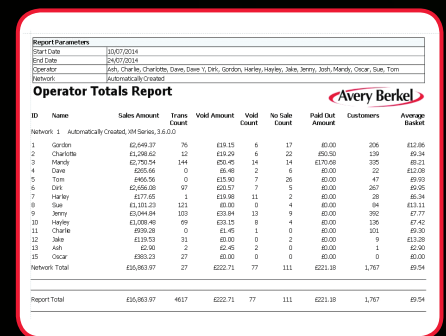 Report Parameters
Start Date 10/07/2014
End Date 24/07/2014
Operator Ash, Charlie, Charlotte, Dave, Dave Y, Dirk, Gordon, Harley, Hayley, Jake, Jenny, Josh, Mandy, Oscar, Sue, Tom
Network Automatically Created
Operator Totals Report
Avery Berkel
ID Name Sales Amount Trans Count Void Amount Void Count No Sale Count Paid Out Amount Customers Average Basket
Network 1 Automatically Created, XM Series, 3.6.0.0
1 Gordon £2,649.37 76 £19.15 6 17 £0.00 206 £12.86
2 Charlotte £1,298.62 12 £19.29 6 22 £50.50 139 £9.34
3 Mandy £2,750.54 144 £50.45 14 14 £170.68 335 £8.21
4 Dave £265.66 0 £6.48 2 6 £0.00 22 £12.08
5 Tom £466.56 0 £15.90 7 26 £0.00 47 £9.93
6 Dirk £2,656.08 97 £20.57 7 5 £0.00 267 £9.95
7 Harley £177.65 1 £19.98 11 2 £0.00 28 £6.34
8 Sue £1,101.23 121 £0.00 0 4 £0.00 84 £13.11
9 Jenny £3,044.84 103 £33.84 13 9 £0.00 392 £7.77
10 Hayley £1,008.48 69 £33.15 8 4 £0.00 136 £7.42
11 Charlie £939.28 0 £1.45 1 0 £0.00 101 £9.30
12 Jake £119.53 31 £0.00 0 2 £0.00 9 £13.28
13 Ash £2.90 2 £2.45 2 0 £0.00 1 £2.90
15 Oscar £383.23 27 £0.00 0 0 £0.00 0 £0.00
Network Total £16,863.97 27 £222.71 77 111 £221.18 1,767 £9.54
Report Total £16,863.97 4617 £222.71 77 111 £221.18 1,767 £9.54